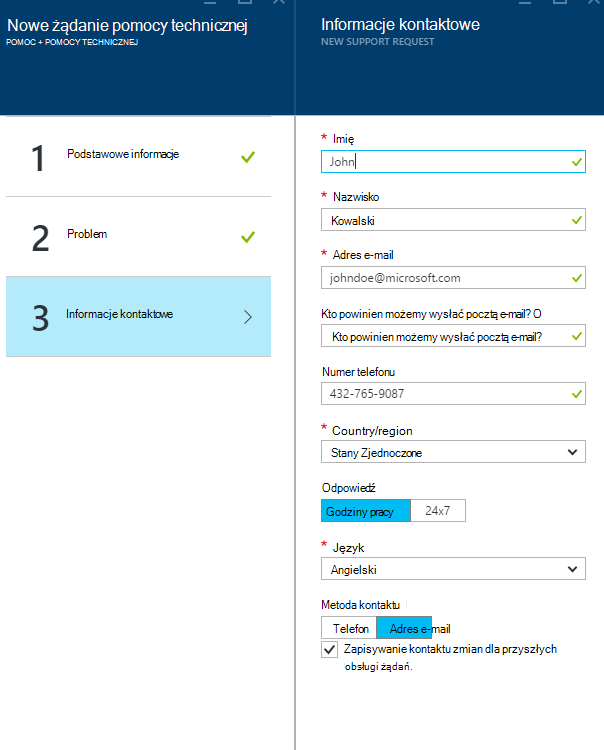 Nowe żądanie pomocy technicznej
POMOC + POMOCY TECHNICZNEJ
1
Podstawowe informacje
2
Problem
3
Informacje kontaktowe
Informacje kontaktowe
NEW SUPPORT REQUEST
* Imię
John
* Nazwisko
Kowalski
* Adres e-mail
johndoe@microsoft.com
Kto powinien możemy wysłać pocztą e-mail? O
Kto powinien możemy wysłać pocztą e-mail?
Numer telefonu
432-765-9087
* Country/region
Stany Zjednoczone
Odpowiedź
Godziny pracy 24x7
* Język
Angielski
Metoda kontaktu
Telefon Adres e-mail
Zapisywanie kontaktu zmian dla przyszłych
obsługi żądań.